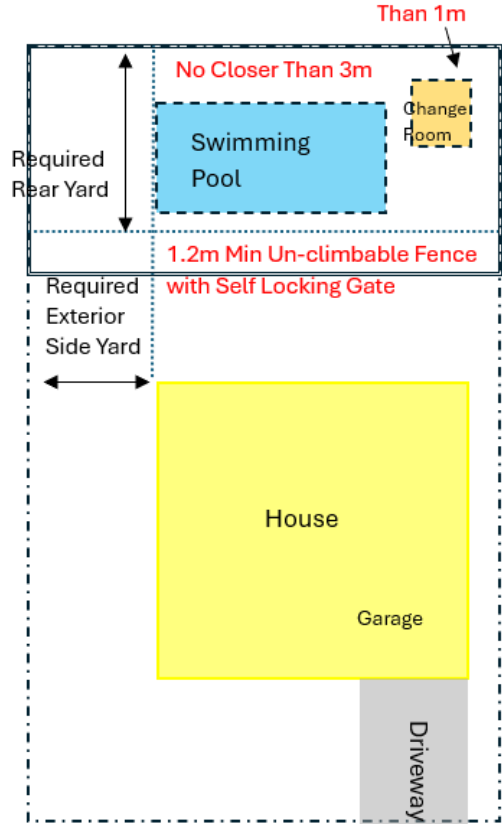 Than 1m
No Closer Than 3m
Change
Room
Swimming
Pool
Required
Rear Yard
1.2m Min Un-climbable Fence
with Self Locking Gate
Required
Exterior
Side Yard
House
Garage
Driveway